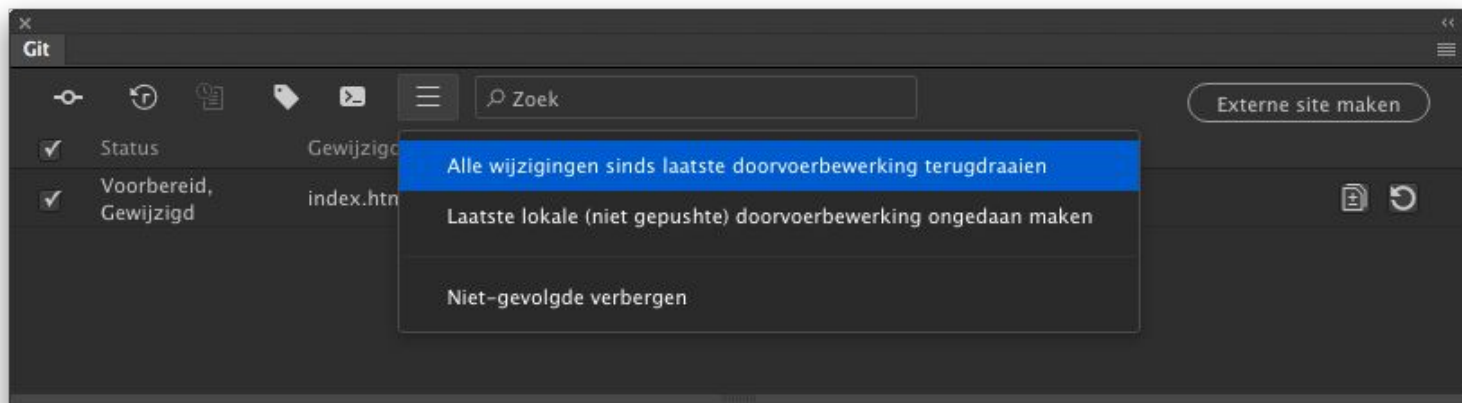 Git
Zoek
Externe site maken
Status
Gewijzigd
Alle wijzigingen sinds laatste doorvoerbewerking terugdraaien
Voorbereid,
Gewijzigd
index.htn
Laatste lokale (niet gepushte) doorvoerbewerking ongedaan maken
Niet-gevolgde verbergen